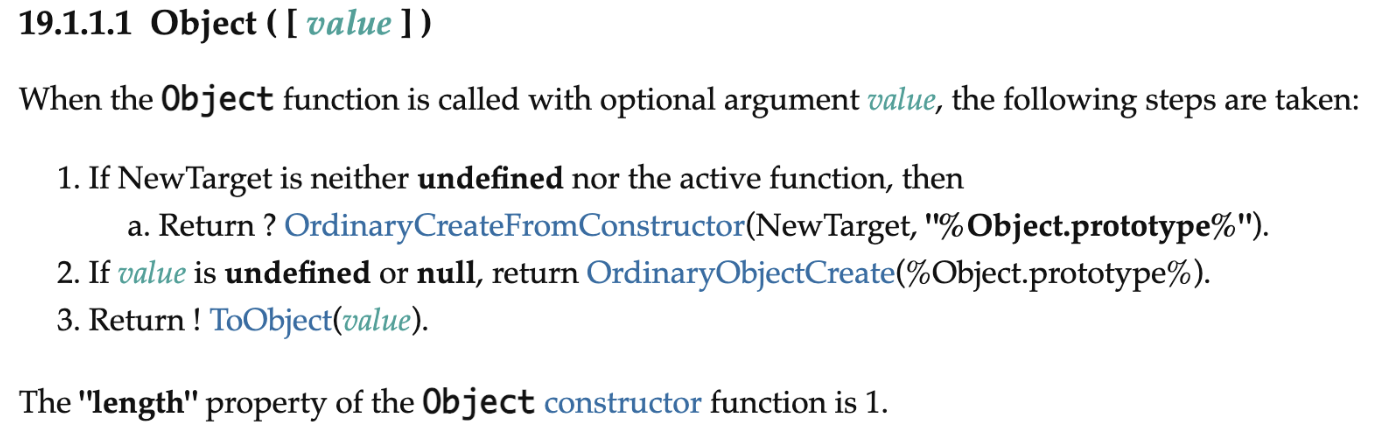 19.1.1.1 Object ( [ value ] )
When the Object function is called with optional argument value, the following steps are taken:
1. If NewTarget is neither undefined nor the active function, then
a. Return ? OrdinaryCreateFromConstructor(NewTarget, "%Object.prototype%").
2. If value is undefined or null, return OrdinaryObjectCreate(%Object.prototype%).
3. Return ! ToObject(value).
The "length" property of the Object constructor function is 1.